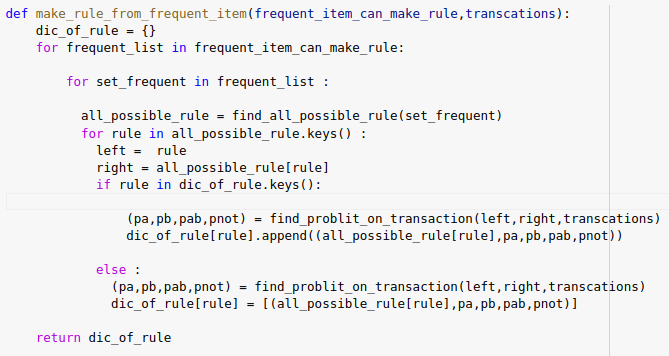 def make_rule_from_frequent_item(frequent_item_can_make_rule,transcations):
    dic_of_rule = {}
    for frequent_list in frequent_item_can_make_rule:
        for set_frequent in frequent_list :
          all_possible_rule = find_all_possible_rule(set_frequent)
          for rule in all_possible_rule.keys() :
            left =  rule
            right = all_possible_rule[rule]
            if rule in dic_of_rule.keys():
                (pa,pb,pab,pnot) = find_problit_on_transaction(left,right,transcations)
                dic_of_rule[rule].append((all_possible_rule[rule],pa,pb,pab,pnot))
            else :
              (pa,pb,pab,pnot) = find_problit_on_transaction(left,right,transcations)
              dic_of_rule[rule] = [(all_possible_rule[rule],pa,pb,pab,pnot)]
    return dic_of_rule